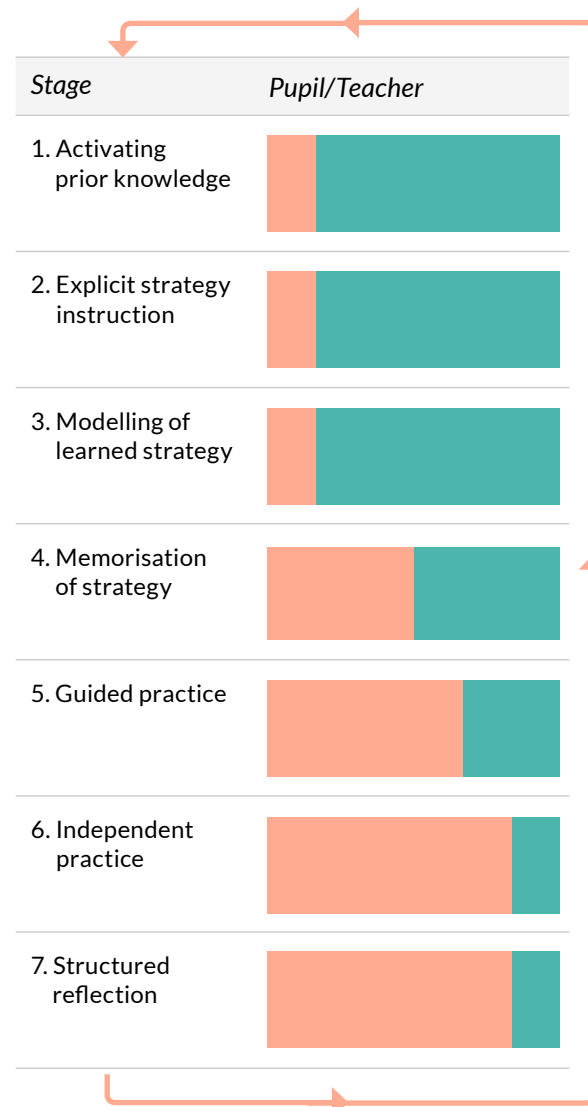 Stage
Pupil/Teacher
1. Activating
prior knowledge
2. Explicit strategy
instruction
3. Modelling of
learned strategy
4. Memorisation
of strategy
5. Guided practice
6. Independent
practice
7. Structured
reflection